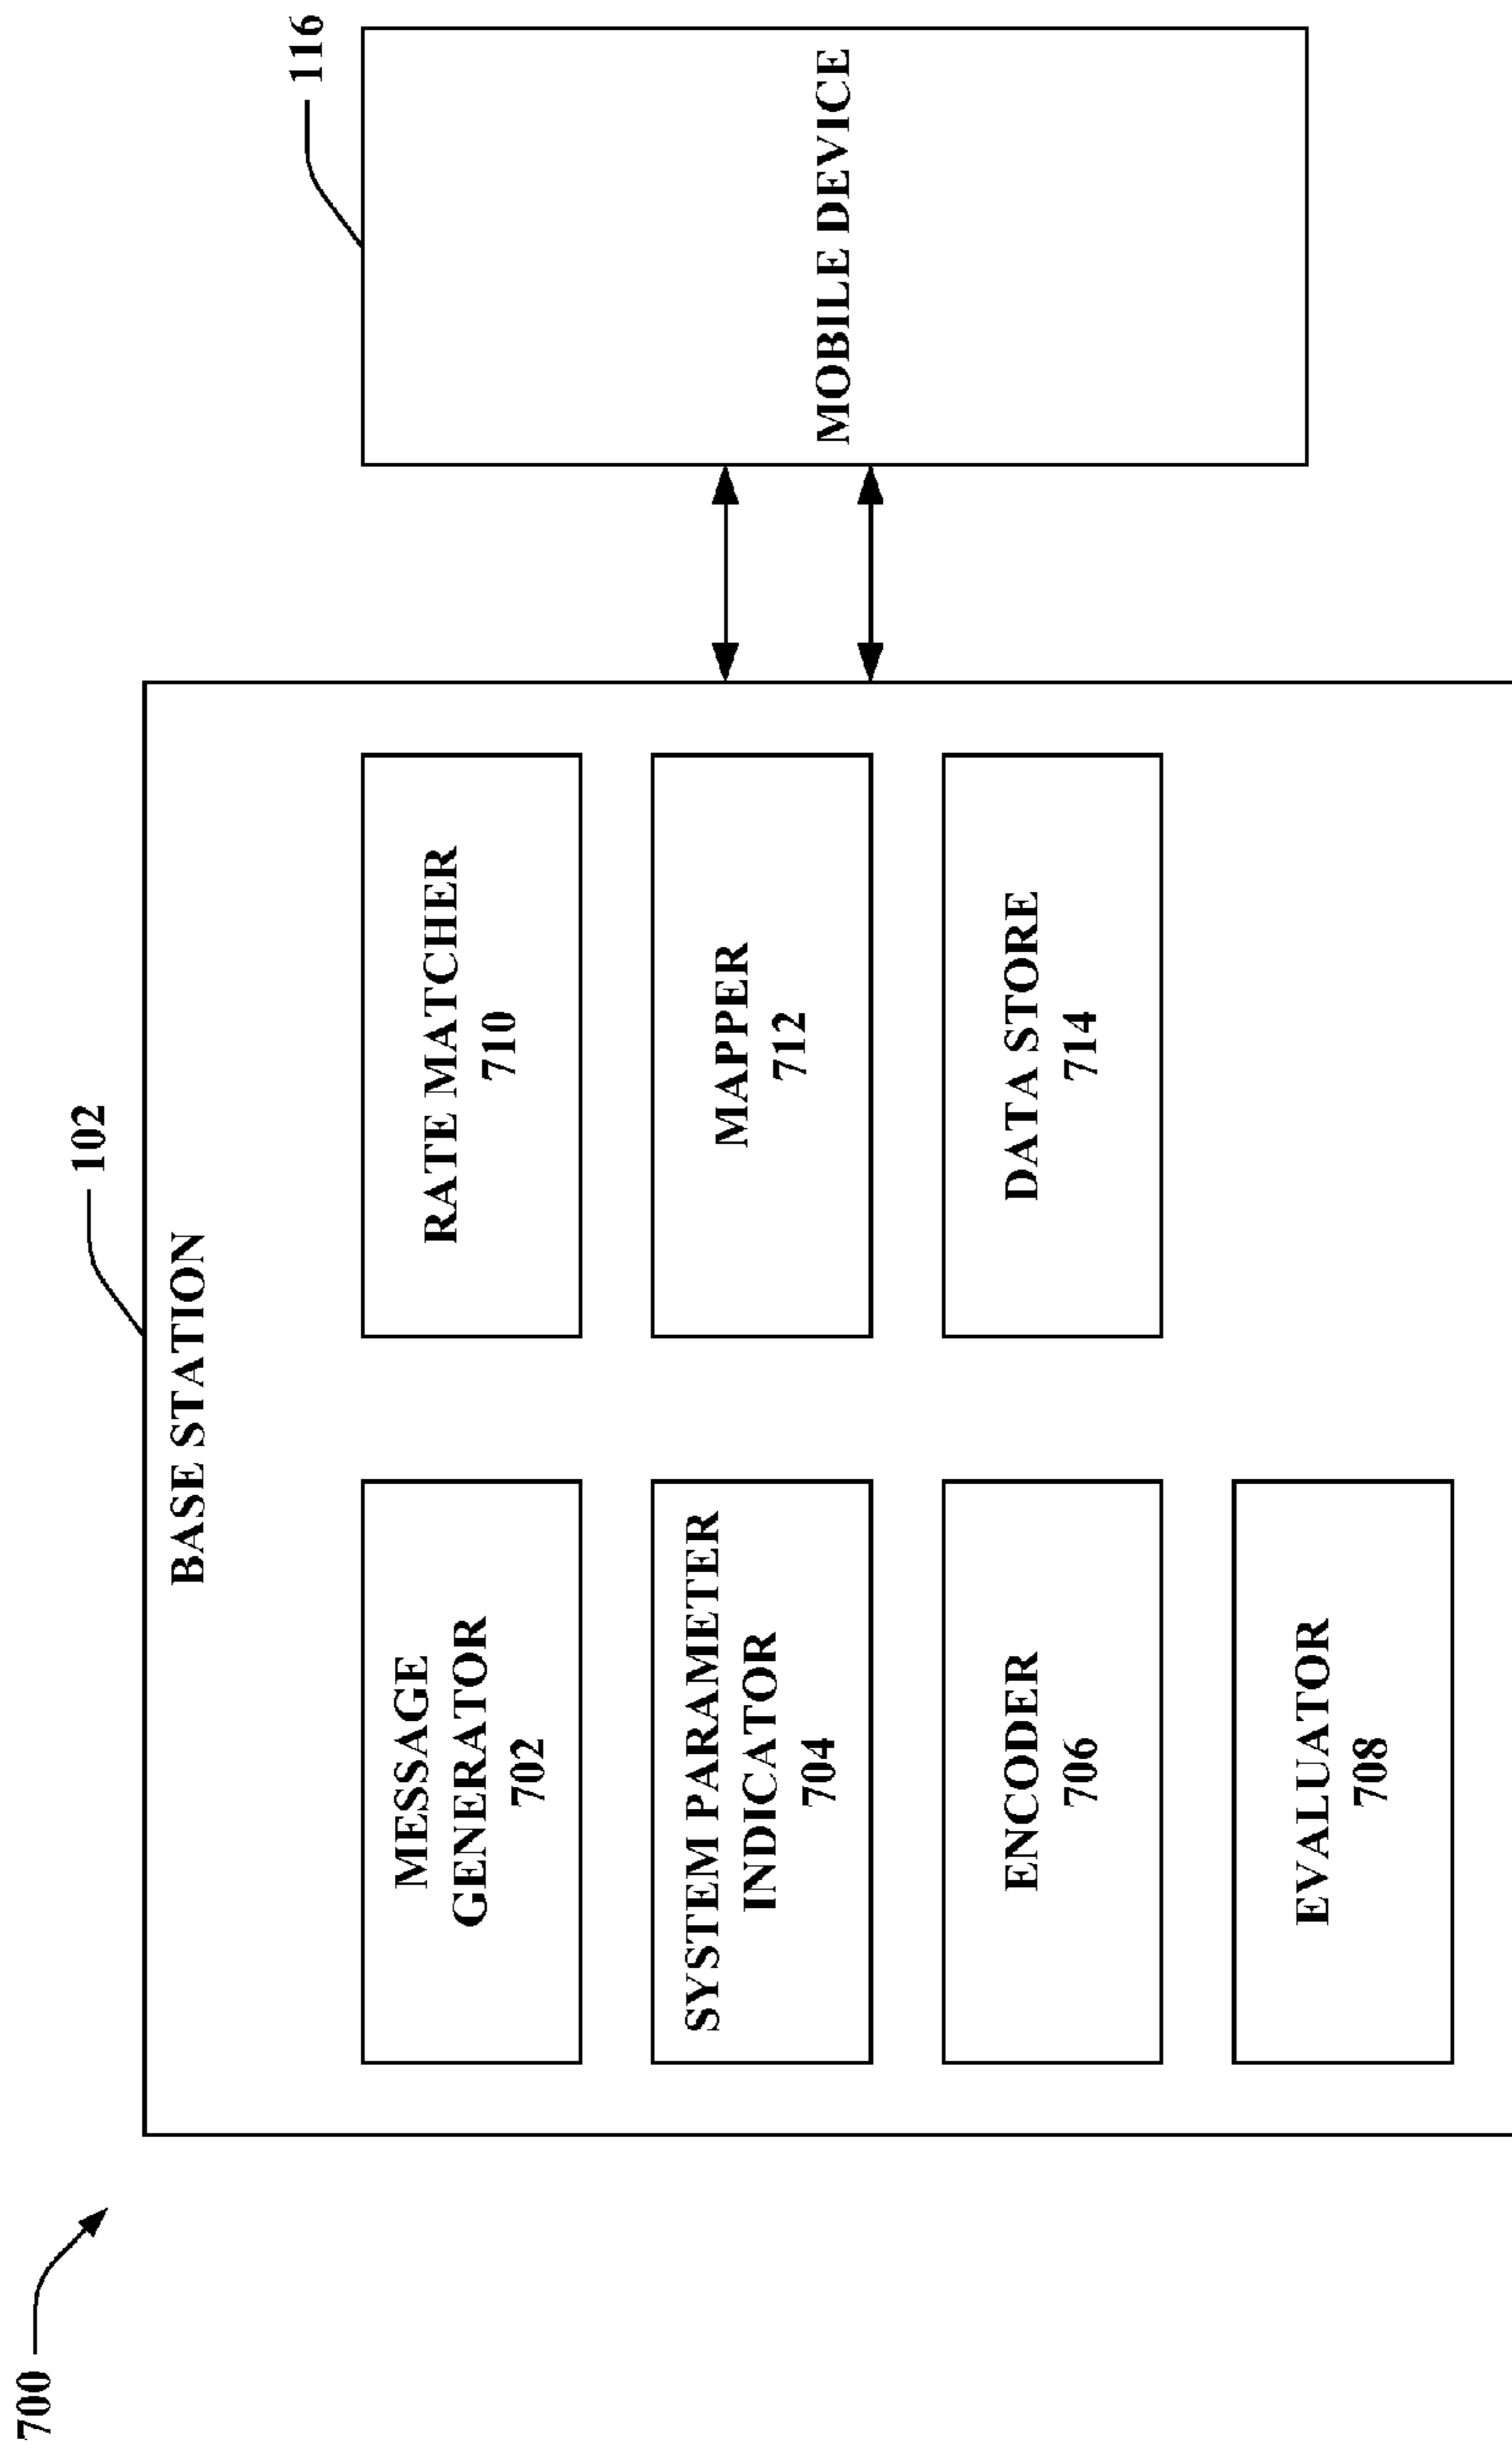 700
102
BASE STATION
MESSAGE
GENERATOR
702
SYSTEM PARAMETER
INDICATOR
704
ENCODER
706
EVALUATOR
708
RATE MATCHER
710
MAPPER
712
DATA STORE
714
116
MOBILE DEVICE